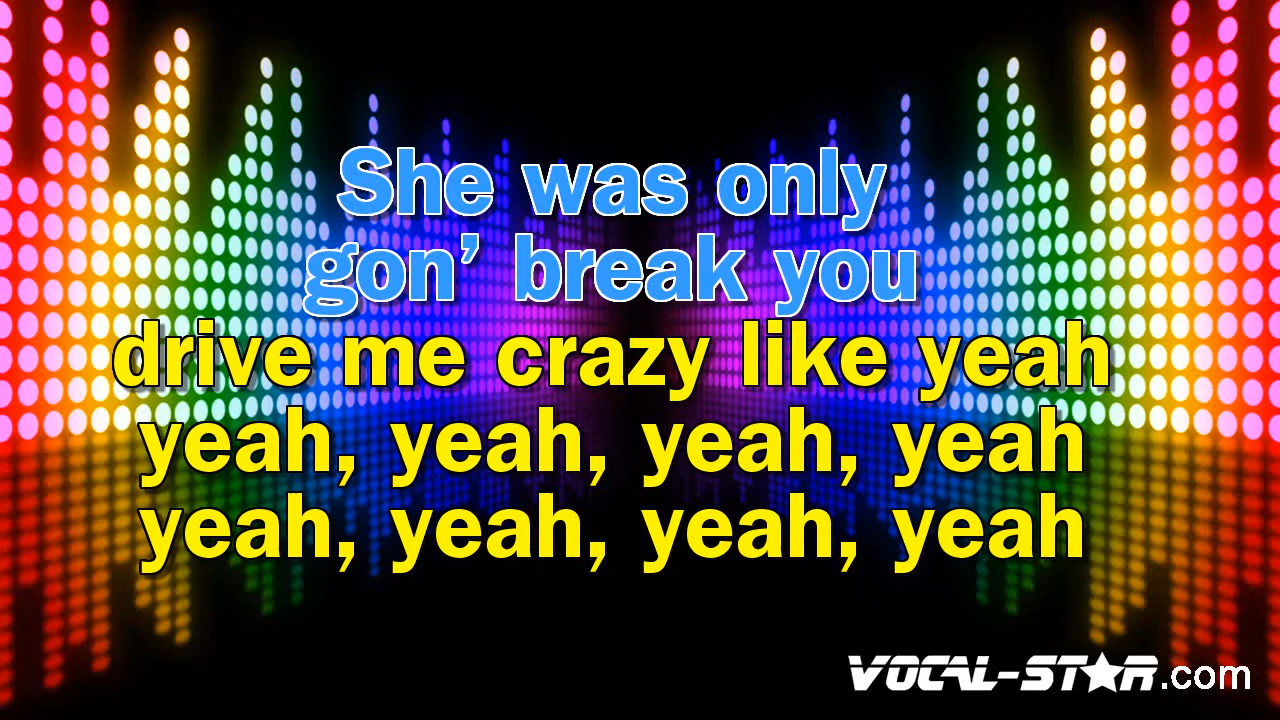 She was only
gon’ break you
drive me crazy like yeah
yeah, yeah, yeah, yeah
yeah, yeah, yeah, yeah
VOCAL-STAR.com